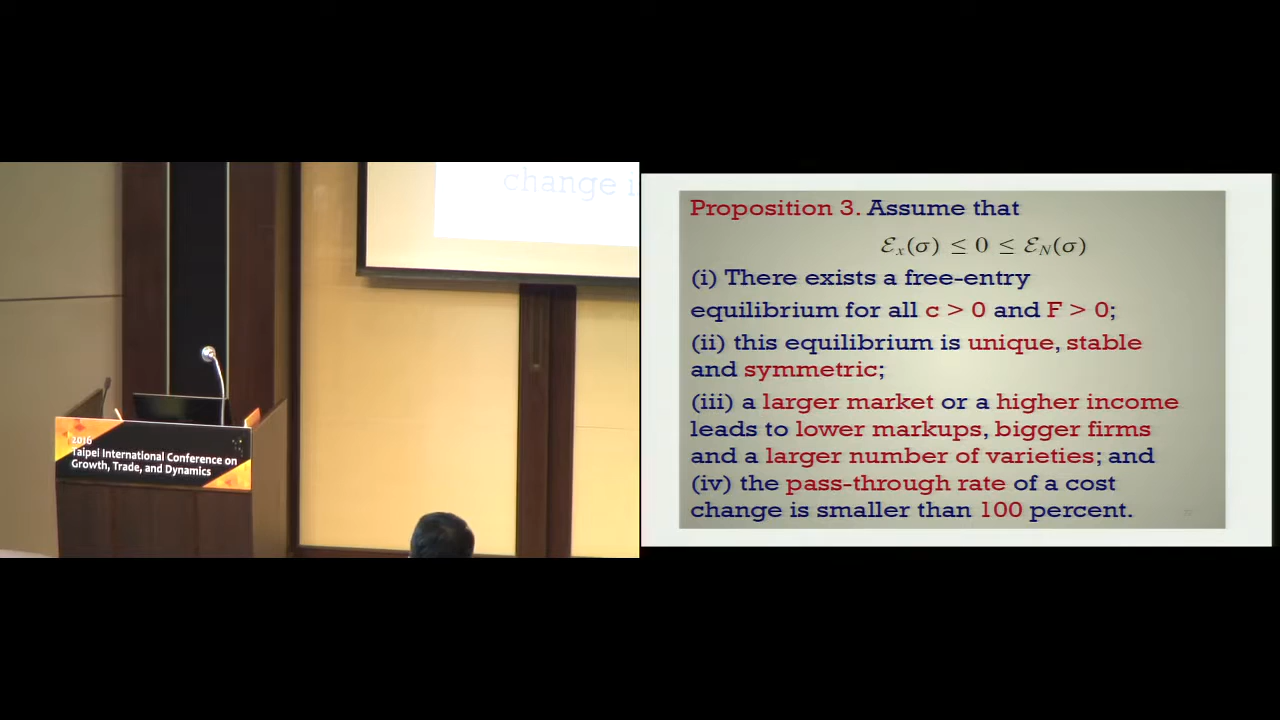 change i
2016
Taipei International Conference on
Growth, Trade, and Dynamics
Proposition 3. Assume that
ℰx(σ) ≤ 0 ≤ ℰN(σ)
(i) There exists a free-entry
equilibrium for all c > 0 and F > 0;
(ii) this equilibrium is unique, stable
and symmetric;
(iii) a larger market or a higher income
leads to lower markups, bigger firms
and a larger number of varieties; and
(iv) the pass-through rate of a cost
change is smaller than 100 percent.